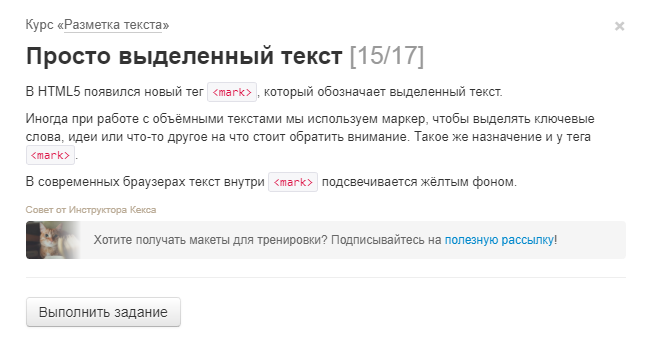 Курс «Разметка текста»
×
Просто выделенный текст [15/17]
В HTML5 появился новый тег <mark>, который обозначает выделенный текст.
Иногда при работе с объёмными текстами мы используем маркер, чтобы выделять ключевые
слова, идеи или что-то другое на что стоит обратить внимание. Такое же назначение и у тега
<mark>.
В современных браузерах текст внутри <mark> подсвечивается жёлтым фоном.
Совет от Инструктора Кекса
Хотите получать макеты для тренировки? Подписывайтесь на полезную рассылку!
Выполнить задание